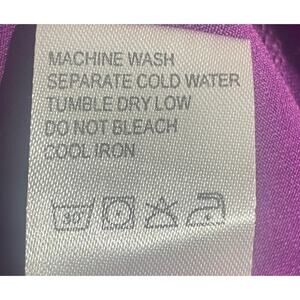 MACHINE WASH
SEPARATE COLD WATER
TUMBLE DRY LOW
DO NOT BLEACH
COOL IRON
30°